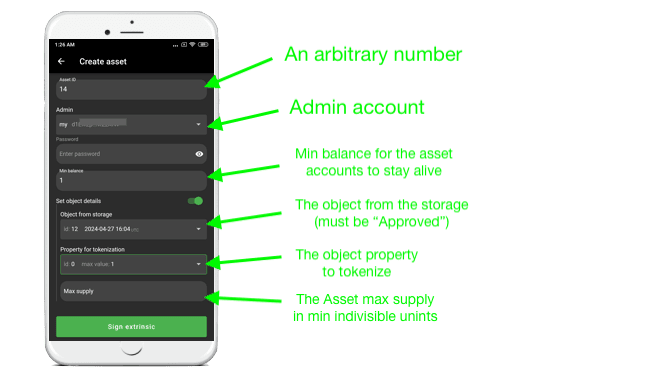 1:26 AM
Create asset
Asset ID
14
Admin
my
Password
Enter password
Min balance
1
Set object details
Object from storage
Id: 12 2024-04-27 16:04 UTC
Property for tokenization
Id: 0 max value: 1
Max supply
Sign extrinsic
An arbitrary number
Admin account
Min balance for the asset
accounts to stay alive
The object from the storage
(must be "Approved")
The object property
to tokenize
The Asset max supply
in min indivisible unints